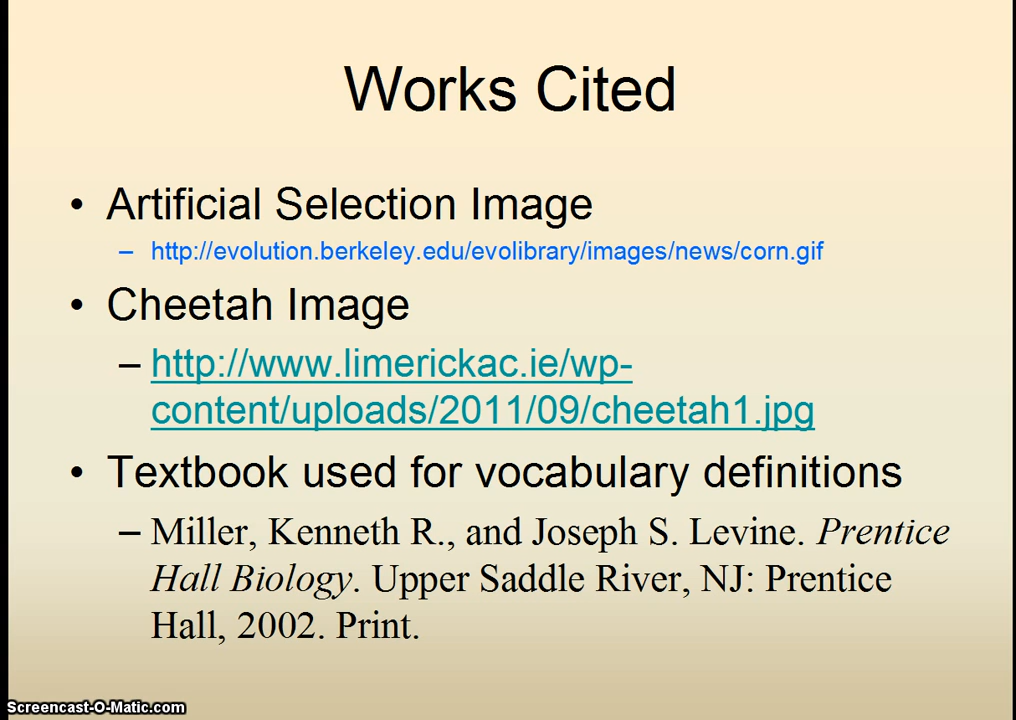 Works Cited
• Artificial Selection Image
– http://evolution.berkeley.edu/evolibrary/images/news/corn.gif
• Cheetah Image
– http://www.limerickac.ie/wp-
content/uploads/2011/09/cheetah1.jpg
• Textbook used for vocabulary definitions
– Miller, Kenneth R., and Joseph S. Levine. Prentice
Hall Biology. Upper Saddle River, NJ: Prentice
Hall, 2002. Print.
Screencast-O-Matic.com